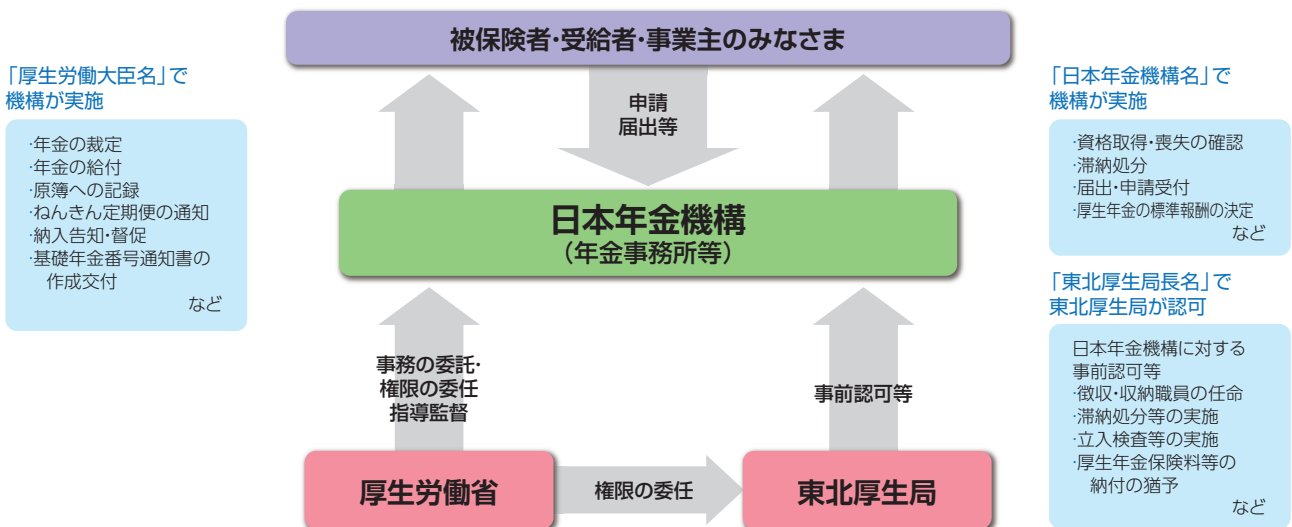 被保険者・受給者・事業主のみなさま
「厚生労働大臣名」で
機構が実施
・年金の裁定
・年金の給付
・原簿への記録
・ねんきん定期便の通知
・納入告知・督促
・基礎年金番号通知書の
作成交付
など
申請
届出等
「日本年金機構名」で
機構が実施
・資格取得・喪失の確認
・滞納処分
・届出・申請受付
・厚生年金の標準報酬の決定
など
日本年金機構
（年金事務所等）
「東北厚生局長名」で
東北厚生局が認可
日本年金機構に対する
事前認可等
・徴収・収納職員の任命
・滞納処分等の実施
・立入検査等の実施
・厚生年金保険料等の
納付の猶予
など
事務の委託・
権限の委任
指導監督
事前認可等
厚生労働省
権限の委任
東北厚生局